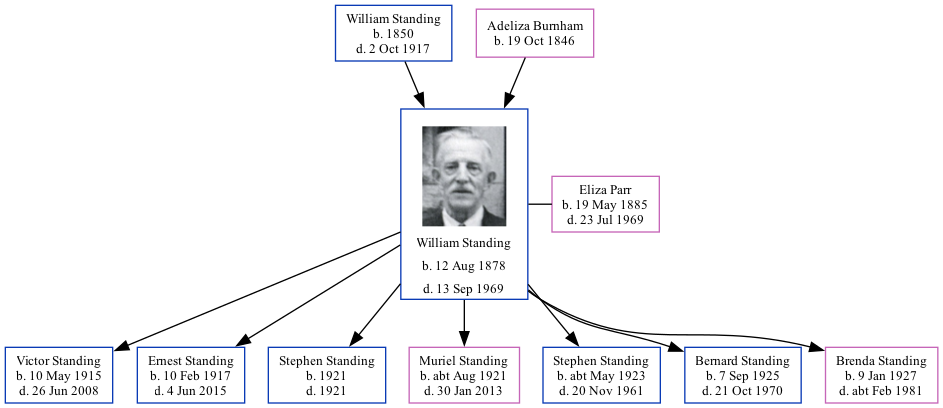 William Standing
b. 1850
d. 2 Oct 1917
Adeliza Burnham
b. 19 Oct 1846
William Standing
b. 12 Aug 1878
d. 13 Sep 1969
Eliza Parr
b. 19 May 1885
d. 23 Jul 1969
Victor Standing
b. 10 May 1915
d. 26 Jun 2008
Ernest Standing
b. 10 Feb 1917
d. 4 Jun 2015
Stephen Standing
b. 1921
d. 1921
Muriel Standing
b. abt Aug 1921
d. 30 Jan 2013
Stephen Standing
b. abt May 1923
d. 20 Nov 1961
Bernard Standing
b. 7 Sep 1925
d. 21 Oct 1970
Brenda Standing
b. 9 Jan 1927
d. abt Feb 1981